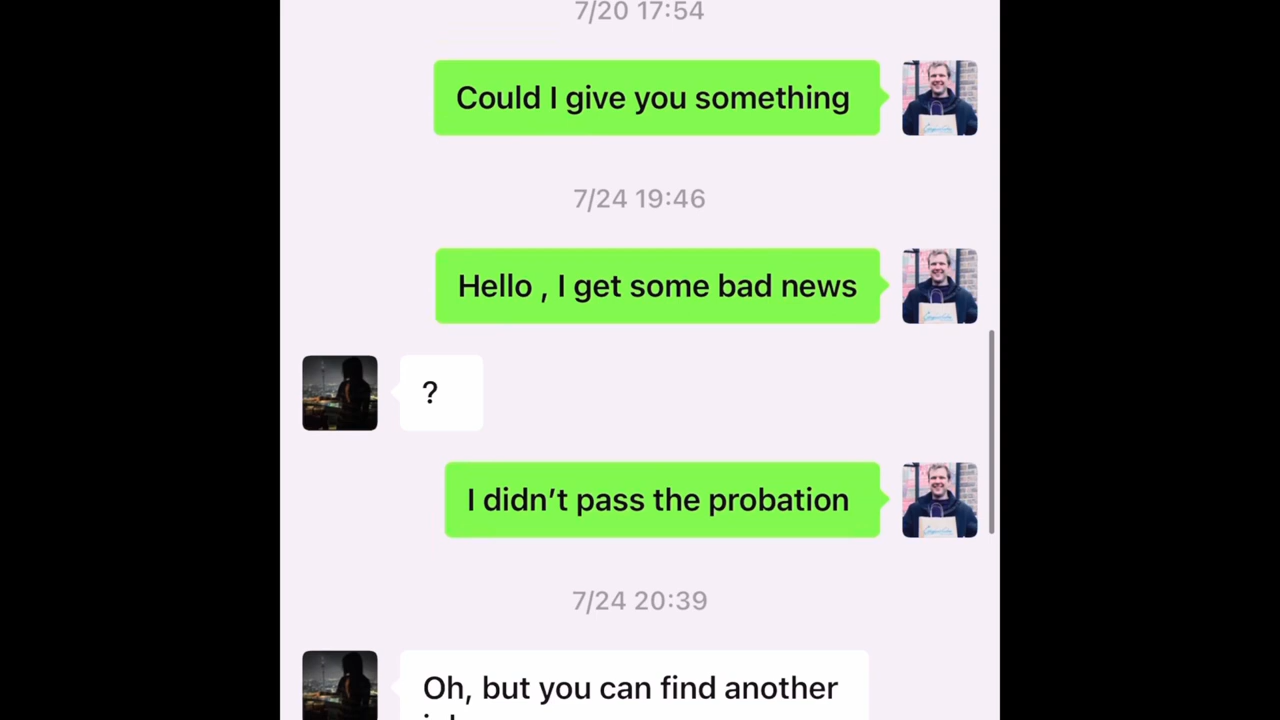 7/20 17:54
Could I give you something
7/24 19:46
Hello , I get some bad news
?
I didn't pass the probation
7/24 20:39
Oh, but you can find another